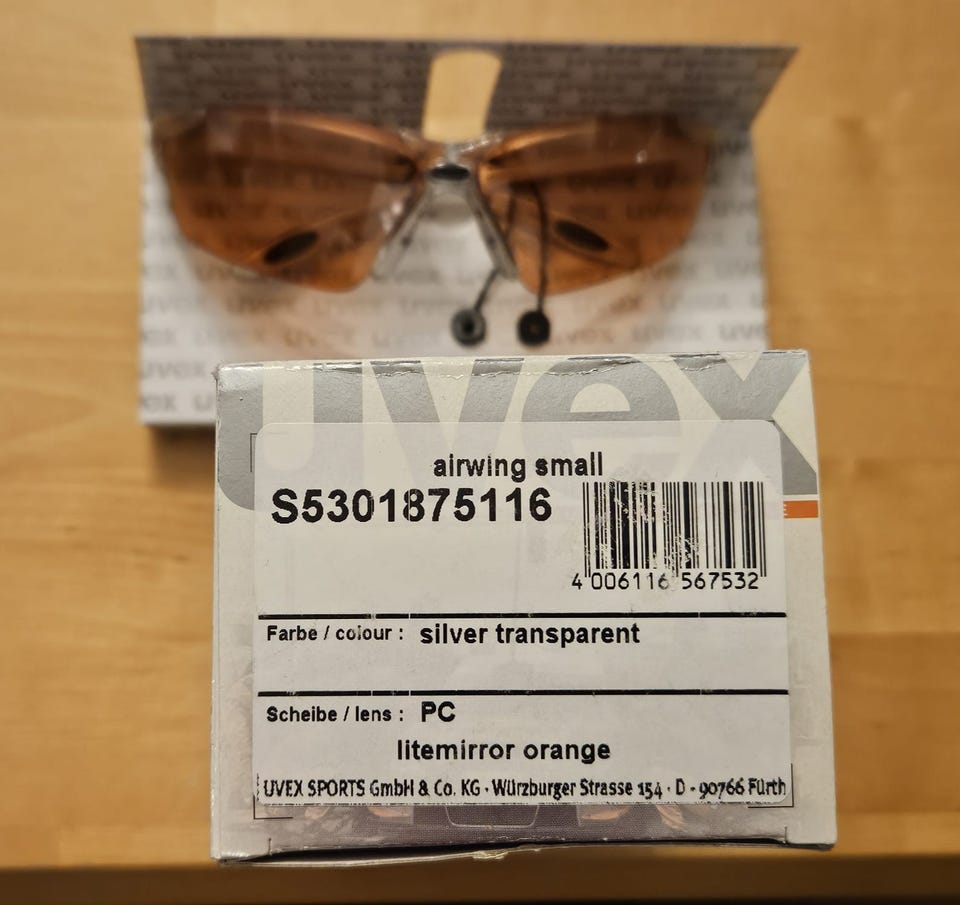 uvex
airwing small
S5301875116
4 006116 567532
Farbe / colour : silver transparent
Scheibe / lens : PC
litemirror orange
UVEX SPORTS GmbH & Co. KG · Würzburger Strasse 154 · D - 90766 Fürth